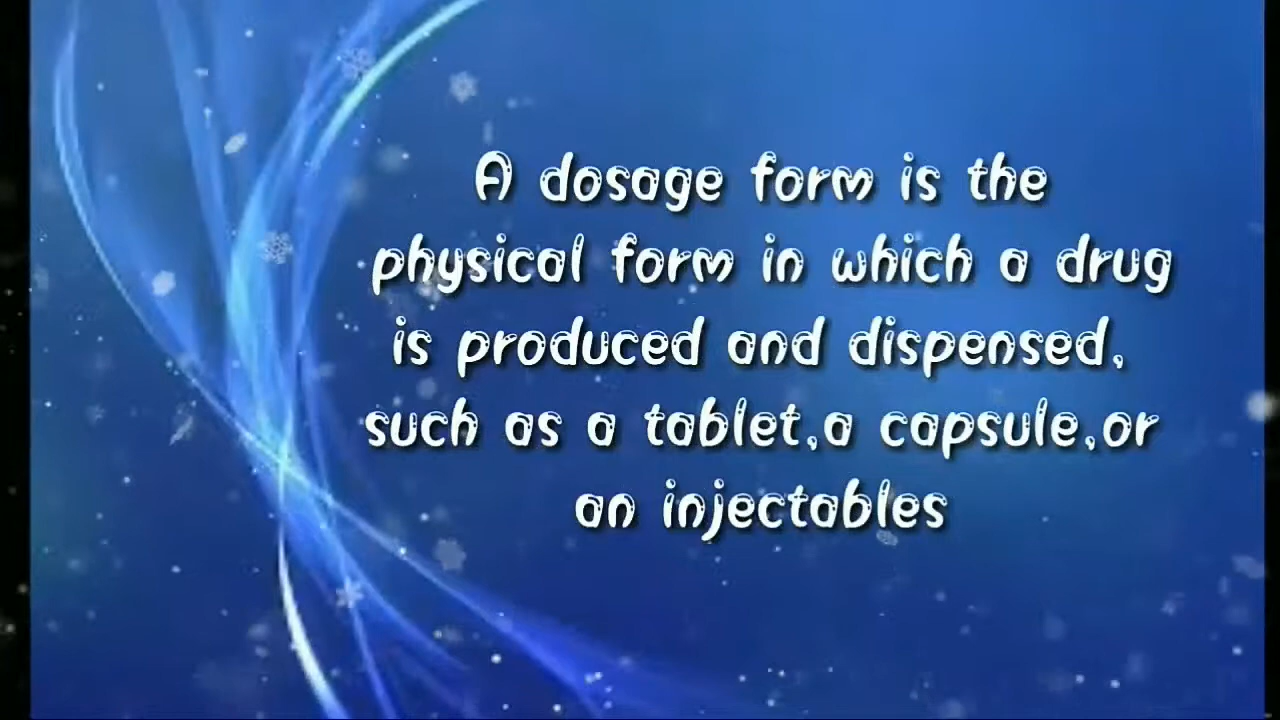 A dosage form is the
physical form in which a drug
is produced and dispensed,
such as a tablet,a capsule,or
an injectables